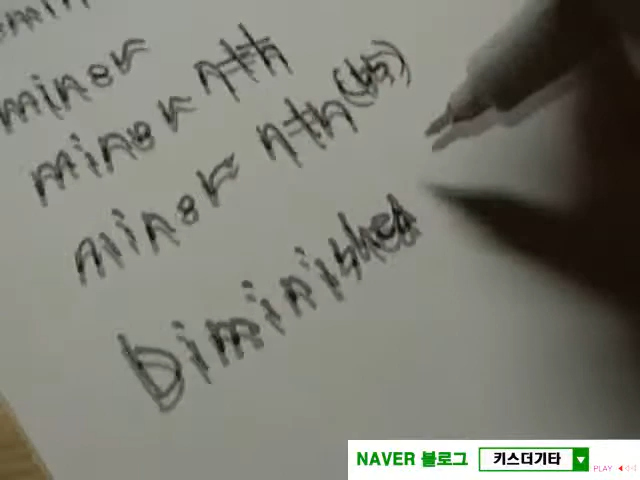 minor
minor 7th
minor 7th(b5)
Diminished
NAVER 블로그 키스더기타
PLAY